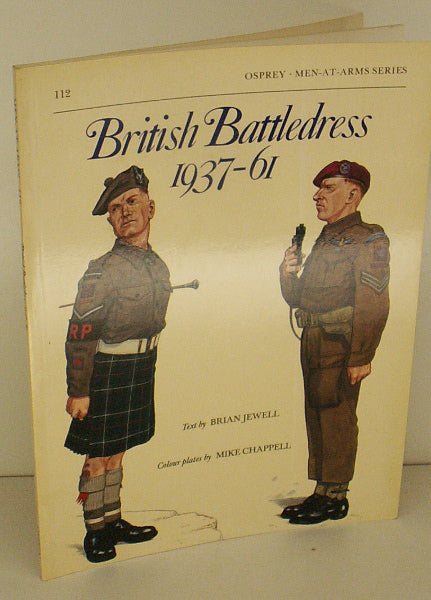 112
OSPREY · MEN-AT-ARMS SERIES
British Battledress
1937-61
RP
Text by BRIAN JEWELL
Colour plates by MIKE CHAPPELL